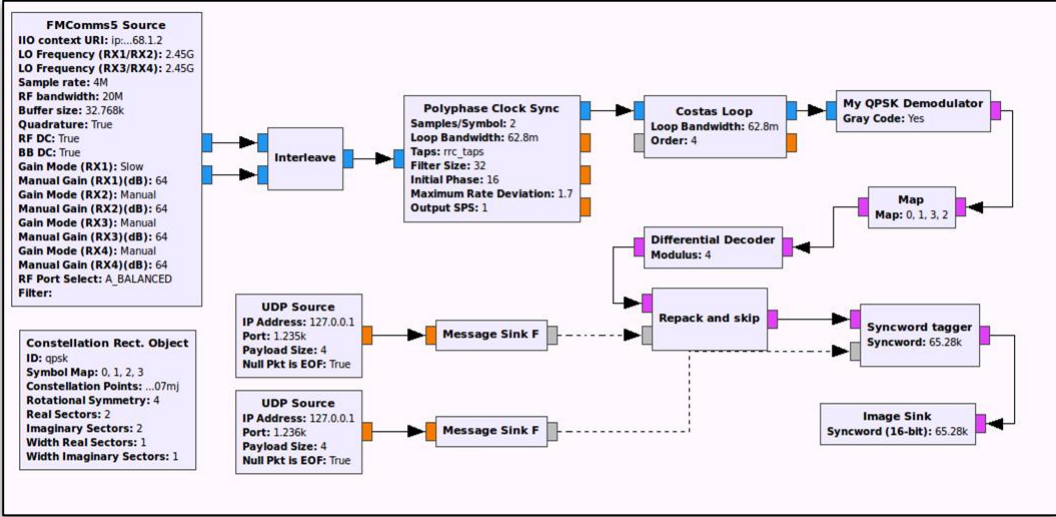 FMComms5 Source
IIO context URI: ip:...68.1.2
LO Frequency (RX1/RX2): 2.45G
LO Frequency (RX3/RX4): 2.45G
Sample rate: 4M
RF bandwidth: 20M
Buffer size: 32.768k
Quadrature: True
RF DC: True
BB DC: True
Gain Mode (RX1): Slow
Manual Gain (RX1)(dB): 64
Gain Mode (RX2): Manual
Manual Gain (RX2)(dB): 64
Gain Mode (RX3): Manual
Manual Gain (RX3)(dB): 64
Gain Mode (RX4): Manual
Manual Gain (RX4)(dB): 64
RF Port Select: A_BALANCED
Filter:
Interleave
Polyphase Clock Sync
Samples/Symbol: 2
Loop Bandwidth: 62.8m
Taps: rrc_taps
Filter Size: 32
Initial Phase: 16
Maximum Rate Deviation: 1.7
Output SPS: 1
Costas Loop
Loop Bandwidth: 62.8m
Order: 4
My QPSK Demodulator
Gray Code: Yes
Map
Map: 0, 1, 3, 2
Differential Decoder
Modulus: 4
Repack and skip
Syncword tagger
Syncword: 65.28k
Image Sink
Syncword (16-bit): 65.28k
UDP Source
IP Address: 127.0.0.1
Port: 1.235k
Payload Size: 4
Null Pkt is EOF: True
Message Sink F
UDP Source
IP Address: 127.0.0.1
Port: 1.236k
Payload Size: 4
Null Pkt is EOF: True
Message Sink F
Constellation Rect. Object
ID: qpsk
Symbol Map: 0, 1, 2, 3
Constellation Points: ...07mj
Rotational Symmetry: 4
Real Sectors: 2
Imaginary Sectors: 2
Width Real Sectors: 1
Width Imaginary Sectors: 1